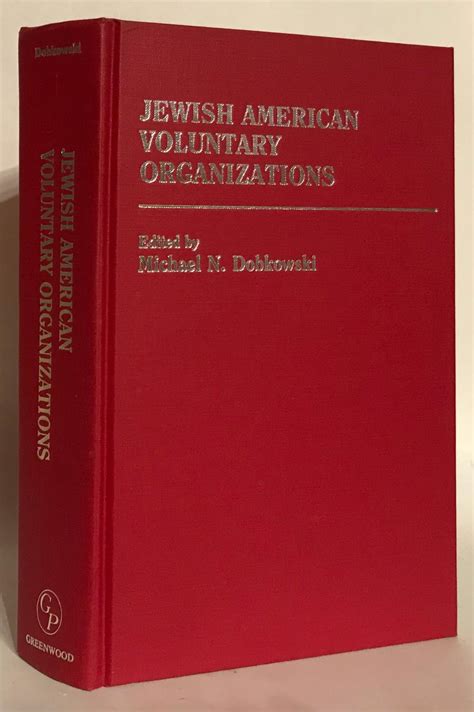 Dobkowski
JEWISH AMERICAN
VOLUNTARY ORGANIZATIONS
GP
GREENWOOD
JEWISH AMERICAN
VOLUNTARY
ORGANIZATIONS
Edited by
Michael N. Dobkowski